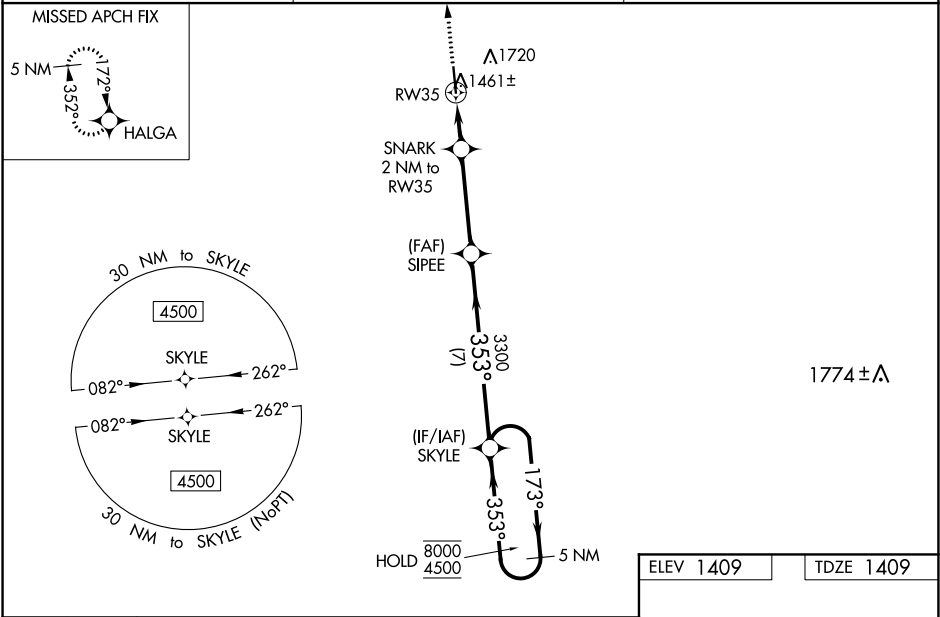 MISSED APCH FIX
5 NM
172°
352°
HALGA
1720
1461±
RW35
SNARK
2 NM to
RW35
(FAF)
SIPEE
3300
353°
(7)
30 NM to SKYLE
4500
SKYLE
082°
262°
082°
262°
SKYLE
4500
30 NM to SKYLE (NoPT)
1774±
(IF/IAF)
SKYLE
173°
353°
HOLD 8000
4500
5 NM
ELEV 1409
TDZE 1409